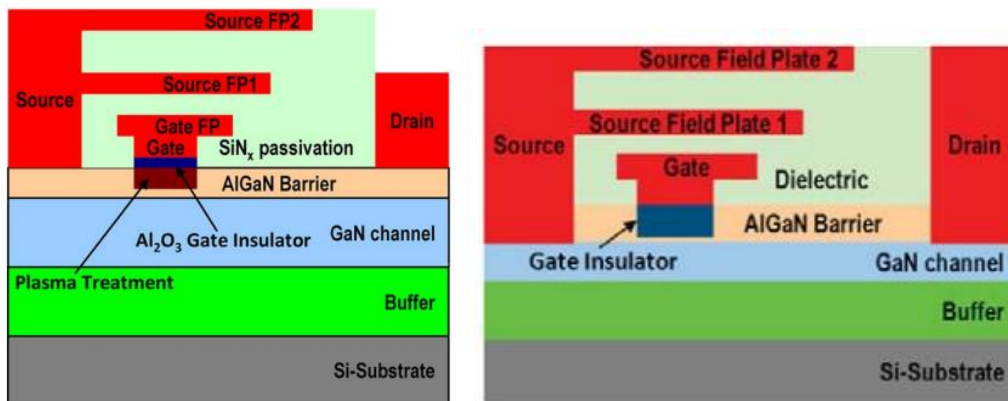 Source FP2
Source FP1
Gate FP
Source
Gate
Drain
SiNₓ passivation
AlGaN Barrier
GaN channel
Al₂O₃ Gate Insulator
Plasma Treatment
Buffer
Si-Substrate
Source Field Plate 2
Source Field Plate 1
Source
Gate
Drain
Dielectric
AlGaN Barrier
Gate Insulator
GaN channel
Buffer
Si-Substrate